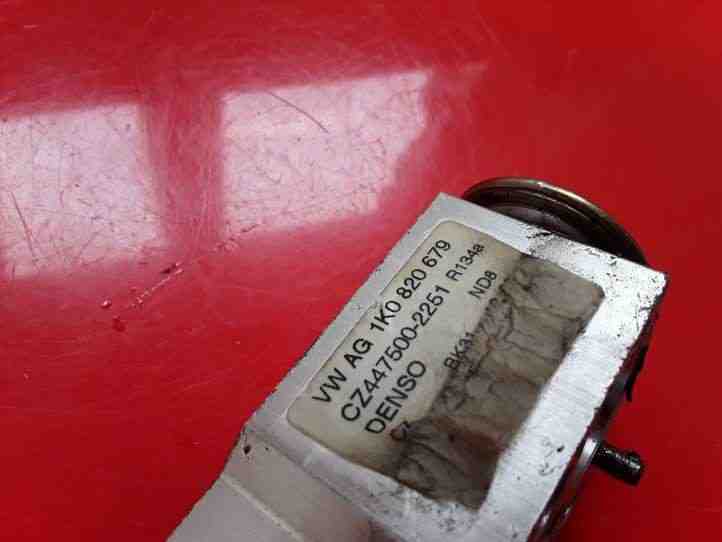 VW AG 1K0 820 679
CZ447500-2251 R134a
DENSO ND8